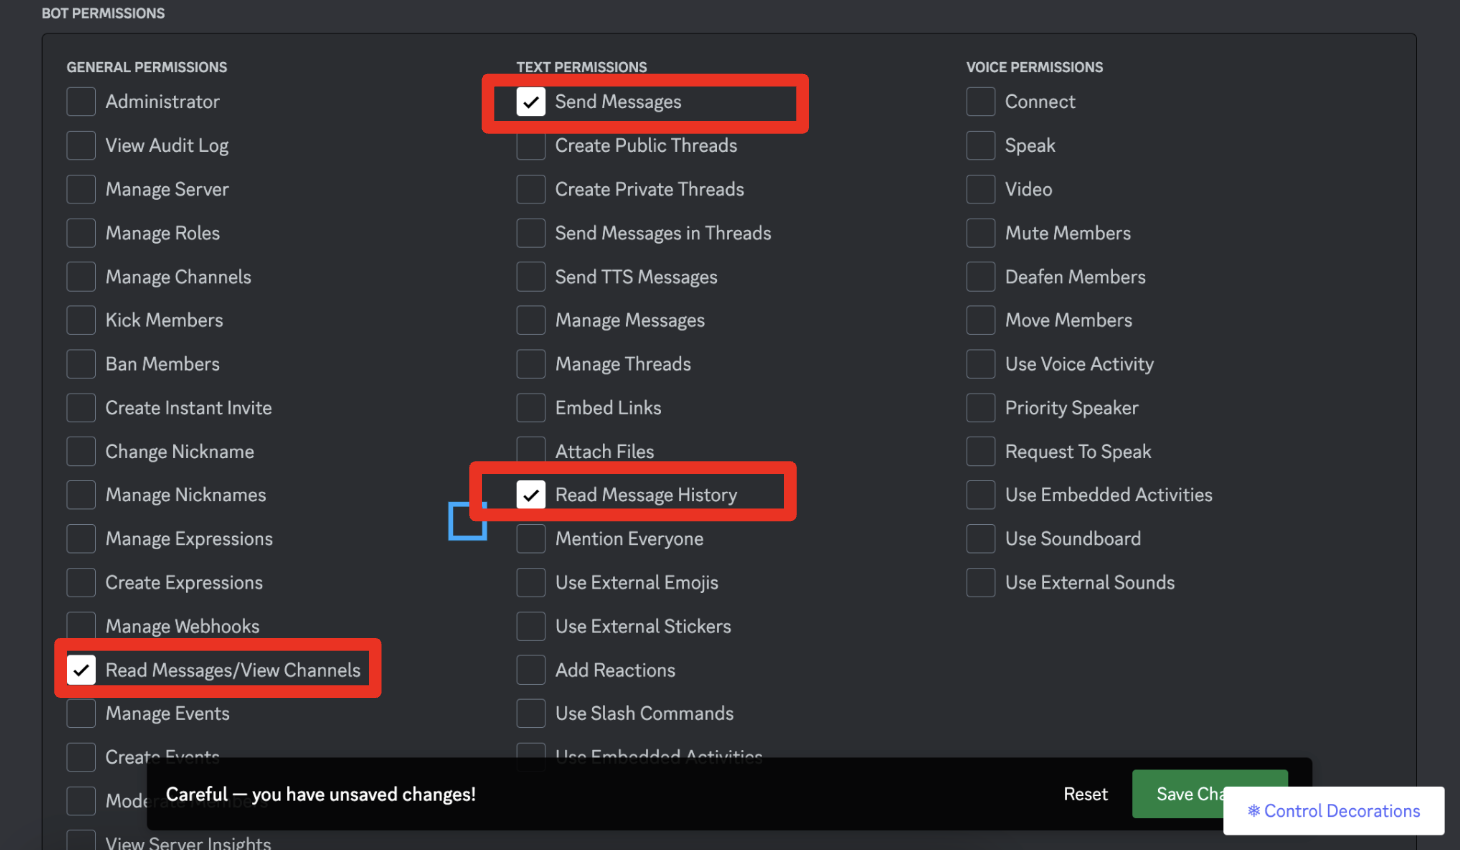 BOT PERMISSIONS
GENERAL PERMISSIONS
Administrator
View Audit Log
Manage Server
Manage Roles
Manage Channels
Kick Members
Ban Members
Create Instant Invite
Change Nickname
Manage Nicknames
Manage Expressions
Create Expressions
Manage Webhooks
Read Messages/View Channels
Manage Events
Create Events
Moderate Members
View Server Insights
TEXT PERMISSIONS
Send Messages
Create Public Threads
Create Private Threads
Send Messages in Threads
Send TTS Messages
Manage Messages
Manage Threads
Embed Links
Attach Files
Read Message History
Mention Everyone
Use External Emojis
Use External Stickers
Add Reactions
Use Slash Commands
Use Embedded Activities
VOICE PERMISSIONS
Connect
Speak
Video
Mute Members
Deafen Members
Move Members
Use Voice Activity
Priority Speaker
Request To Speak
Use Embedded Activities
Use Soundboard
Use External Sounds
Careful — you have unsaved changes!
Reset
Save Cha
Control Decorations